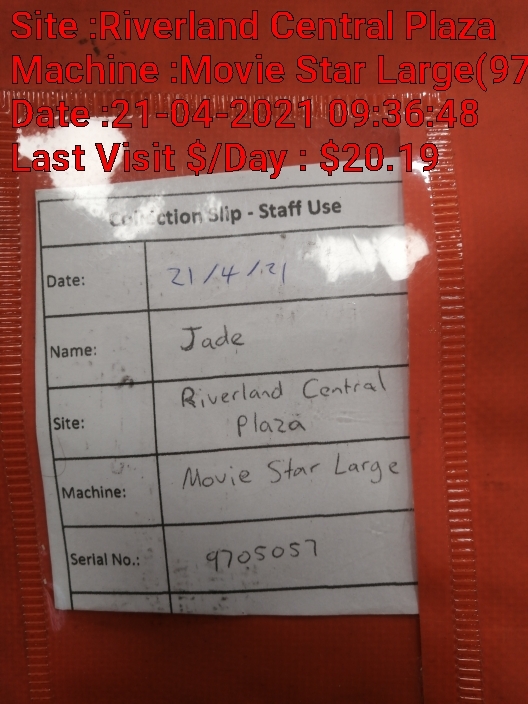 Site :Riverland Central Plaza
Machine :Movie Star Large(97
Date :21-04-2021 09:36:48
Last Visit $/Day : $20.19
Collection Slip - Staff Use
Date: 21/4/21
Name: Jade
Site: Riverland Central
Plaza
Machine: Movie Star Large
Serial No.: 9705057